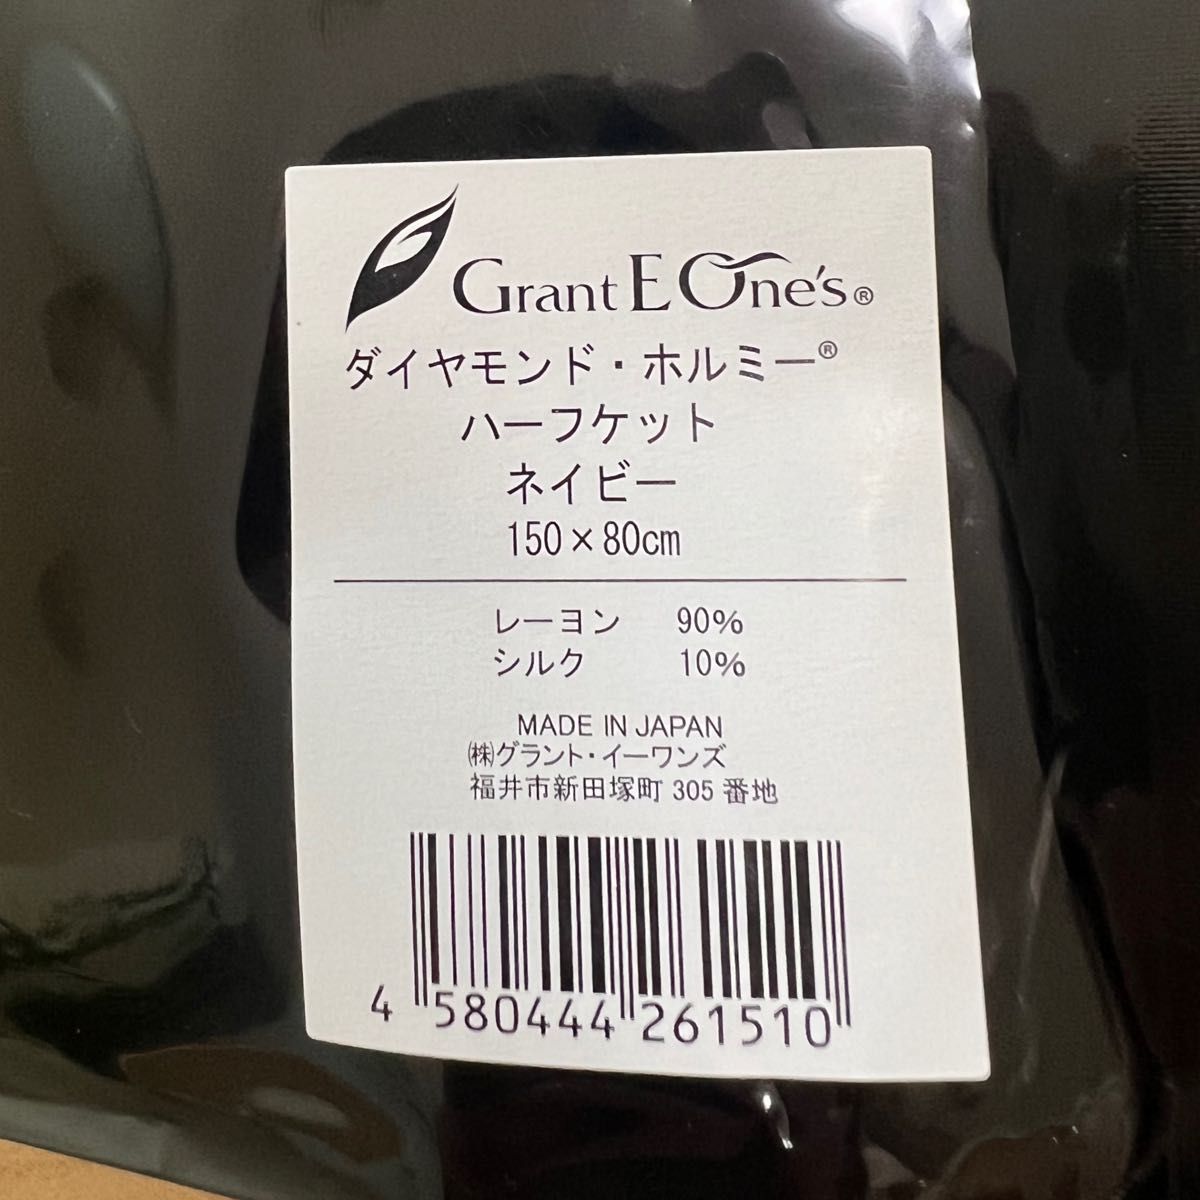 Grant E One's®
ダイヤモンド・ホルミー®
ハーフケット
ネイビー
150×80cm
レーヨン 90%
シルク 10%
MADE IN JAPAN
㈱グラント・イーワンズ
福井市新田塚町 305 番地
4 580444 261510